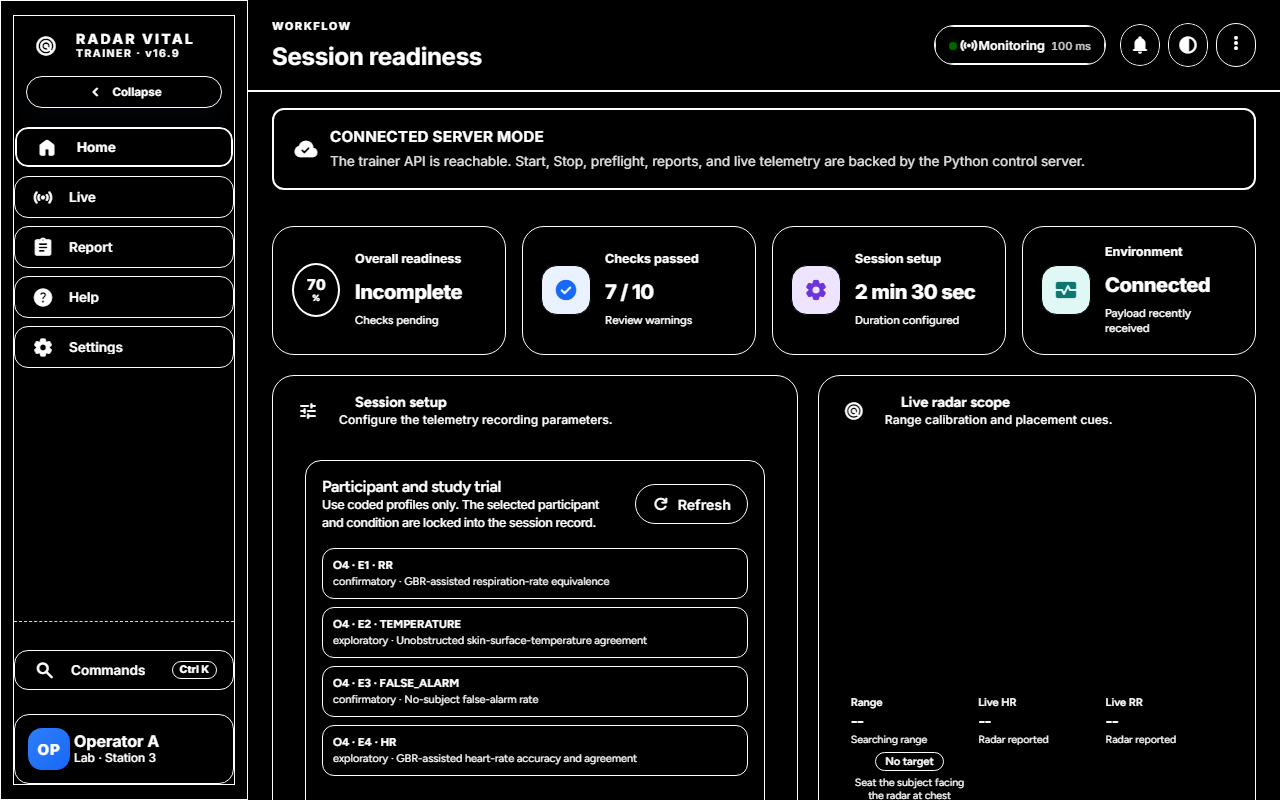 RADAR VITAL
TRAINER · v16.9
Collapse
Home
Live
Report
Help
Settings
Commands
Ctrl K
OP
Operator A
Lab · Station 3
WORKFLOW
Session readiness
Monitoring 100 ms
CONNECTED SERVER MODE
The trainer API is reachable. Start, Stop, preflight, reports, and live telemetry are backed by the Python control server.
70
%
Overall readiness
Incomplete
Checks pending
Checks passed
7 / 10
Review warnings
Session setup
2 min 30 sec
Duration configured
Environment
Connected
Payload recently
received
Session setup
Configure the telemetry recording parameters.
Participant and study trial
Use coded profiles only. The selected participant
and condition are locked into the session record.
Refresh
O4 · E1 · RR
confirmatory · GBR-assisted respiration-rate equivalence
O4 · E2 · TEMPERATURE
exploratory · Unobstructed skin-surface-temperature agreement
O4 · E3 · FALSE_ALARM
confirmatory · No-subject false-alarm rate
O4 · E4 · HR
exploratory · GBR-assisted heart-rate accuracy and agreement
Live radar scope
Range calibration and placement cues.
Range
--
Searching range
No target
Seat the subject facing
the radar at chest
Live HR
--
Radar reported
Live RR
--
Radar reported